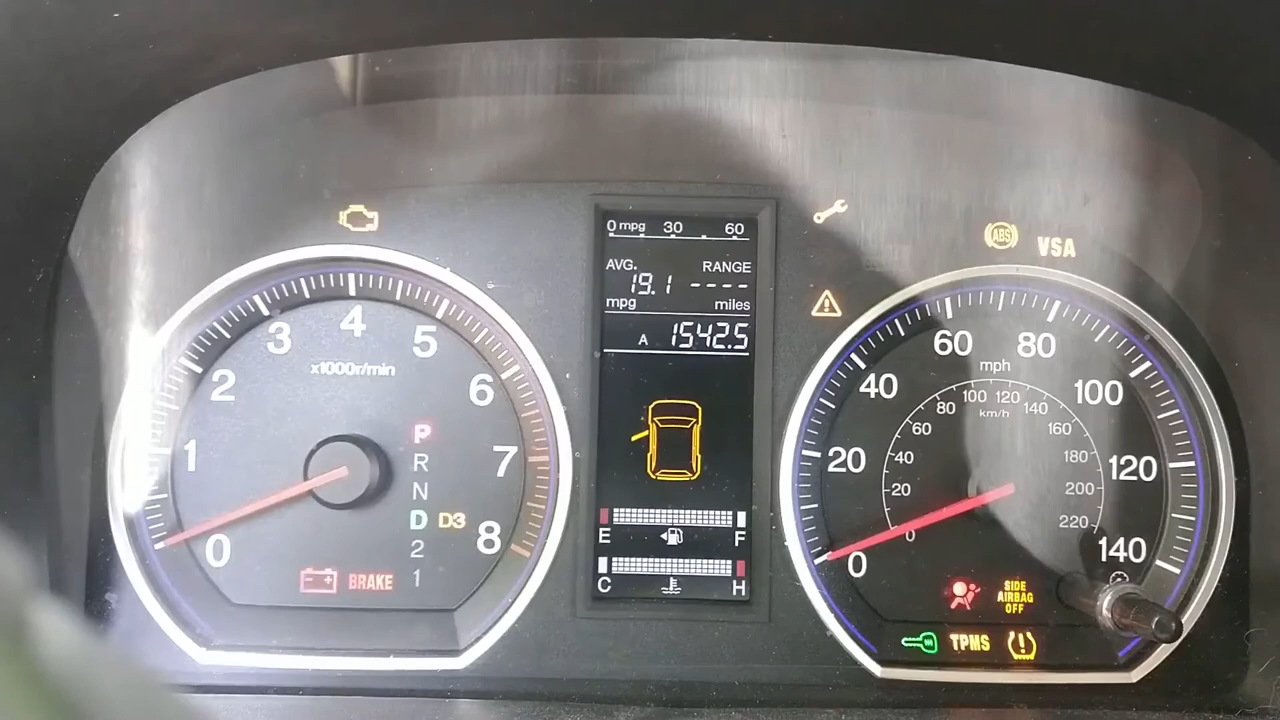 0 mpg 30 60
AVG. RANGE
19.1 ----
mpg miles
A 1542.5
E F
C H
0 1 2 3 4 5 6 7 8
x1000r/min
P
R
N
D D3
2
1
BRAKE
ABS VSA
0 20 40 60 80 100 120 140
mph
0 20 40 60 80 100 120 140 160 180 200 220
km/h
SIDE
AIRBAG
OFF
TPMS